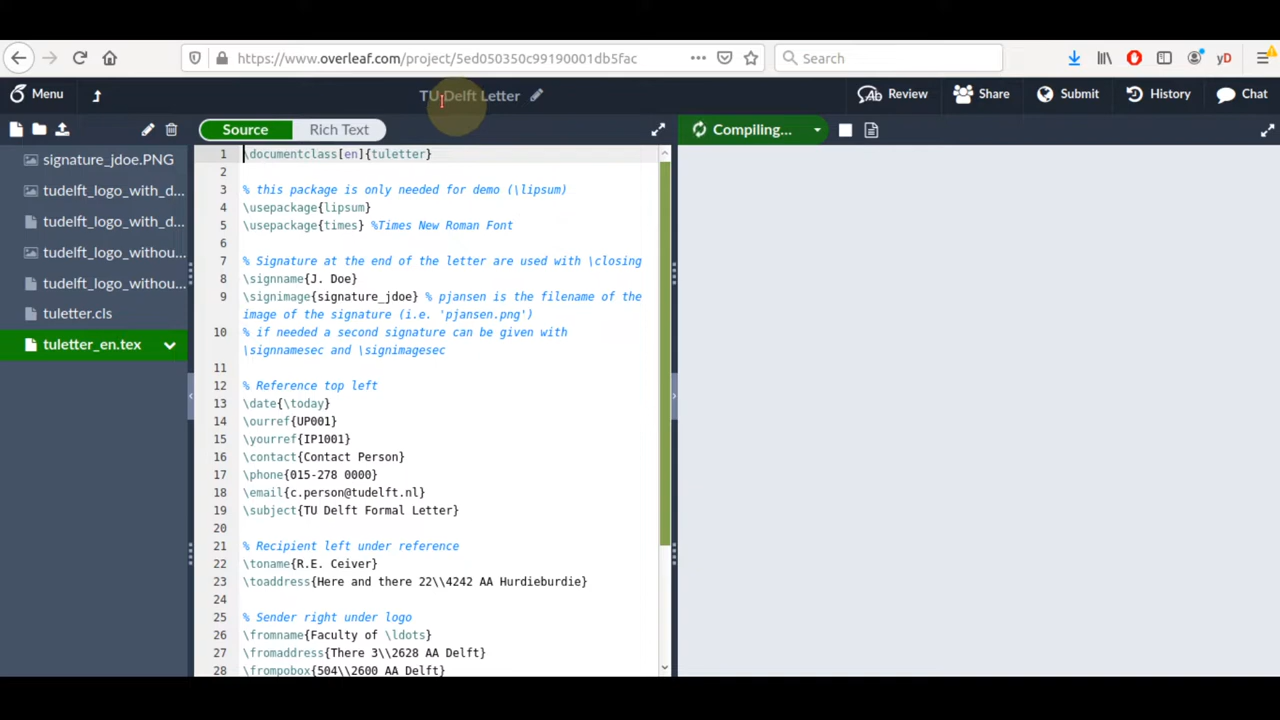 https://www.overleaf.com/project/5ed050350c99190001db5fac
Search
yD
Menu
TU Delft Letter
Review
Share
Submit
History
Chat
Source
Rich Text
Compiling...
signature_jdoe.PNG
tudelft_logo_with_d...
tudelft_logo_with_d...
tudelft_logo_withou...
tudelft_logo_withou...
tuletter.cls
tuletter_en.tex
1 \documentclass[en]{tuletter}
2
3 % this package is only needed for demo (\lipsum)
4 \usepackage{lipsum}
5 \usepackage{times} %Times New Roman Font
6
7 % Signature at the end of the letter are used with \closing
8 \signname{J. Doe}
9 \signimage{signature_jdoe} % pjansen is the filename of the
image of the signature (i.e. 'pjansen.png')
10 % if needed a second signature can be given with
\signnamesec and \signimagesec
11
12 % Reference top left
13 \date{\today}
14 \ourref{UP001}
15 \yourref{IP1001}
16 \contact{Contact Person}
17 \phone{015-278 0000}
18 \email{c.person@tudelft.nl}
19 \subject{TU Delft Formal Letter}
20
21 % Recipient left under reference
22 \toname{R.E. Ceiver}
23 \toaddress{Here and there 22\\4242 AA Hurdieburdie}
24
25 % Sender right under logo
26 \fromname{Faculty of \ldots}
27 \fromaddress{There 3\\2628 AA Delft}
28 \frompobox{504\\2600 AA Delft}